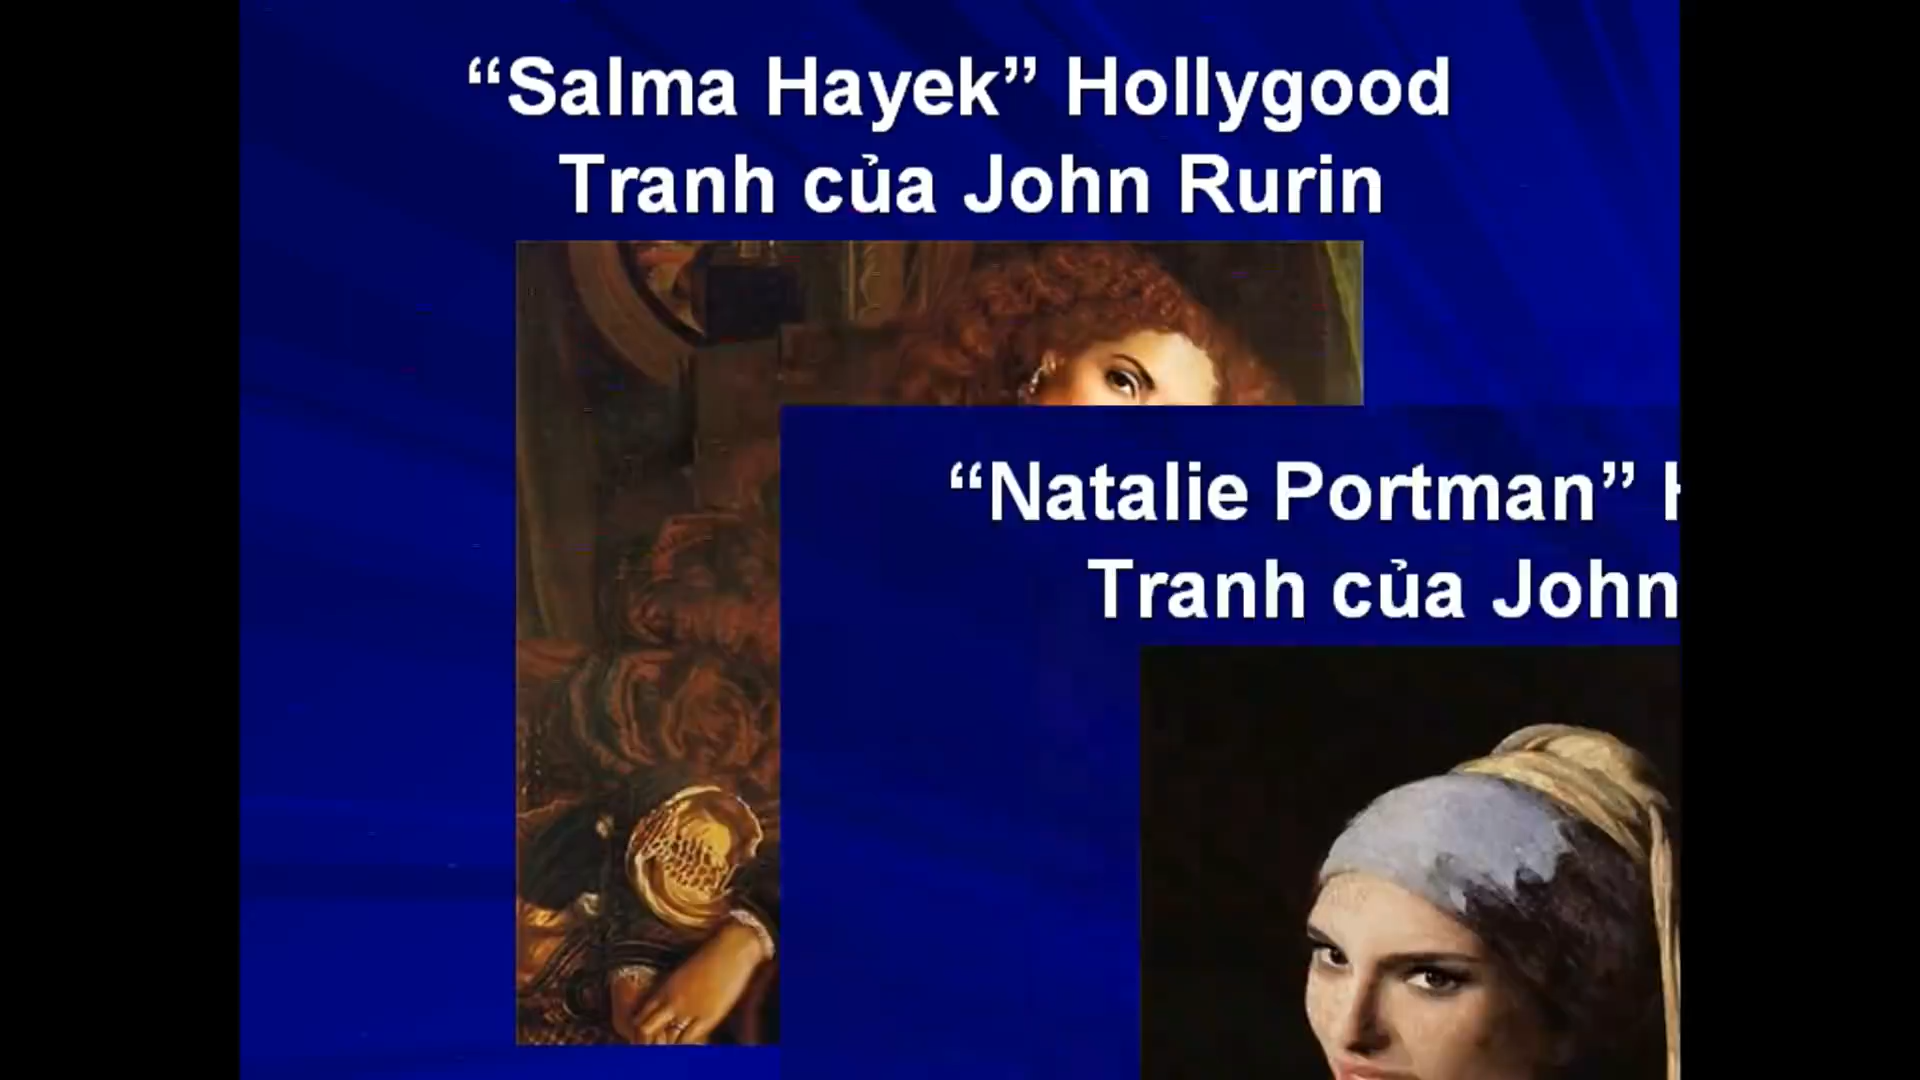 “Salma Hayek” Hollygood
Tranh của John Rurin
“Natalie Portman”
Tranh của John